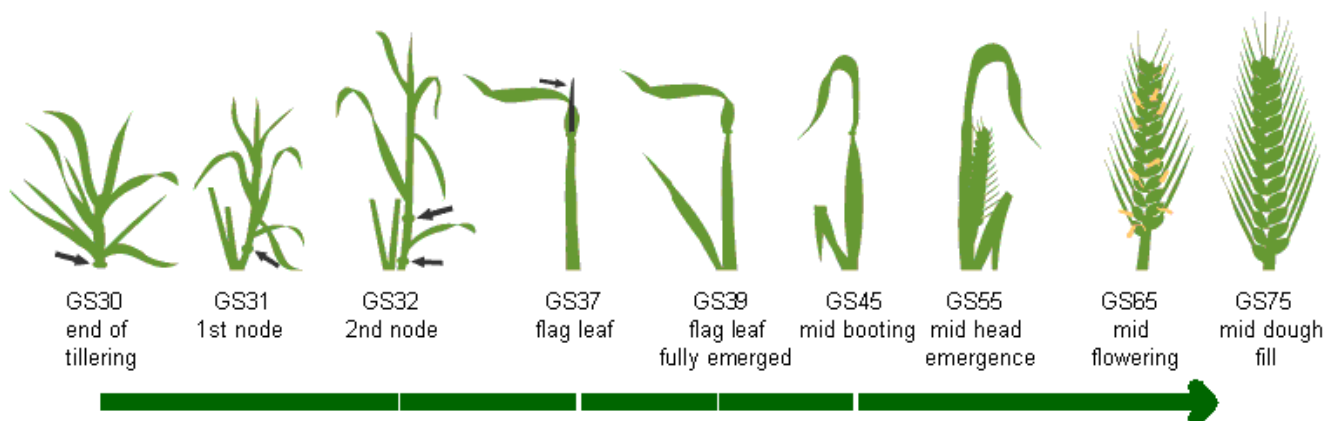 GS30
end of
tillering
GS31
1st node
GS32
2nd node
GS37
flag leaf
GS39
flag leaf
fully emerged
GS45
mid booting
GS55
mid head
emergence
GS65
mid
flowering
GS75
mid dough
fill